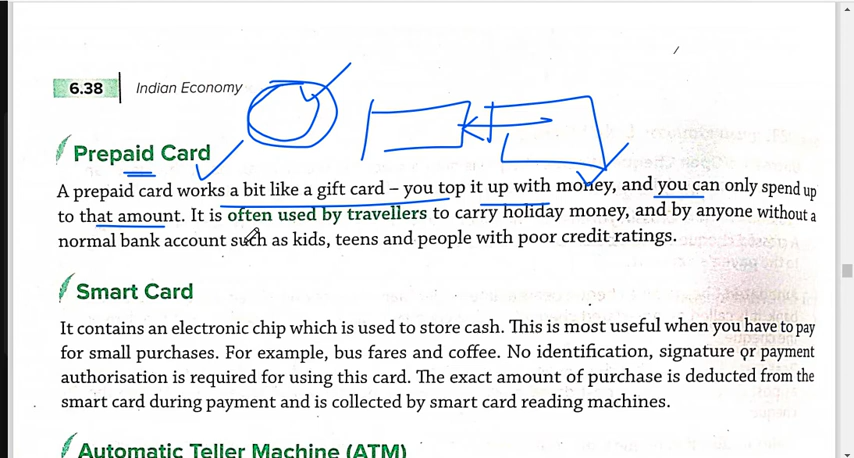 6.38 Indian Economy
Prepaid Card
A prepaid card works a bit like a gift card – you top it up with money, and you can only spend up
to that amount. It is often used by travellers to carry holiday money, and by anyone without a
normal bank account such as kids, teens and people with poor credit ratings.
Smart Card
It contains an electronic chip which is used to store cash. This is most useful when you have to pay
for small purchases. For example, bus fares and coffee. No identification, signature or payment
authorisation is required for using this card. The exact amount of purchase is deducted from the
smart card during payment and is collected by smart card reading machines.
Automatic Teller Machine (ATM)